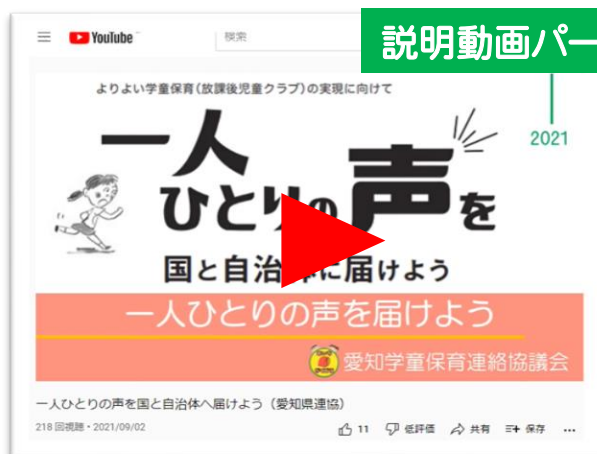 YouTube
検索
説明動画パー
2021
よりよい学童保育(放課後児童クラブ)の実現に向けて
一人
ひとりの声を
国と自治体に届けよう
一人ひとりの声を届けよう
愛知学童保育連絡協議会
一人ひとりの声を国と自治体へ届けよう（愛知県連協）
218 回視聴・2021/09/02
11 低評価 共有 保存